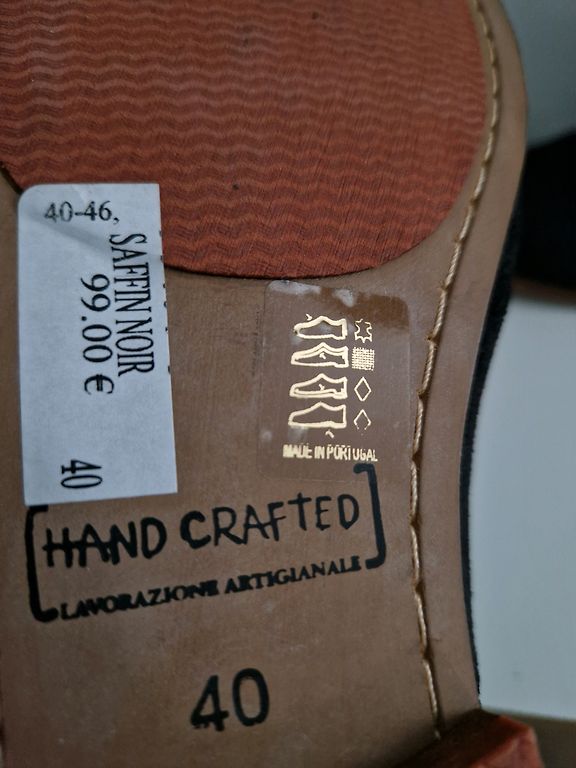 40-46,
SAFFIN NOIR
99.00 €
40
MADE IN PORTUGAL
HAND CRAFTED
LAVORAZIONE ARTIGIANALE
40